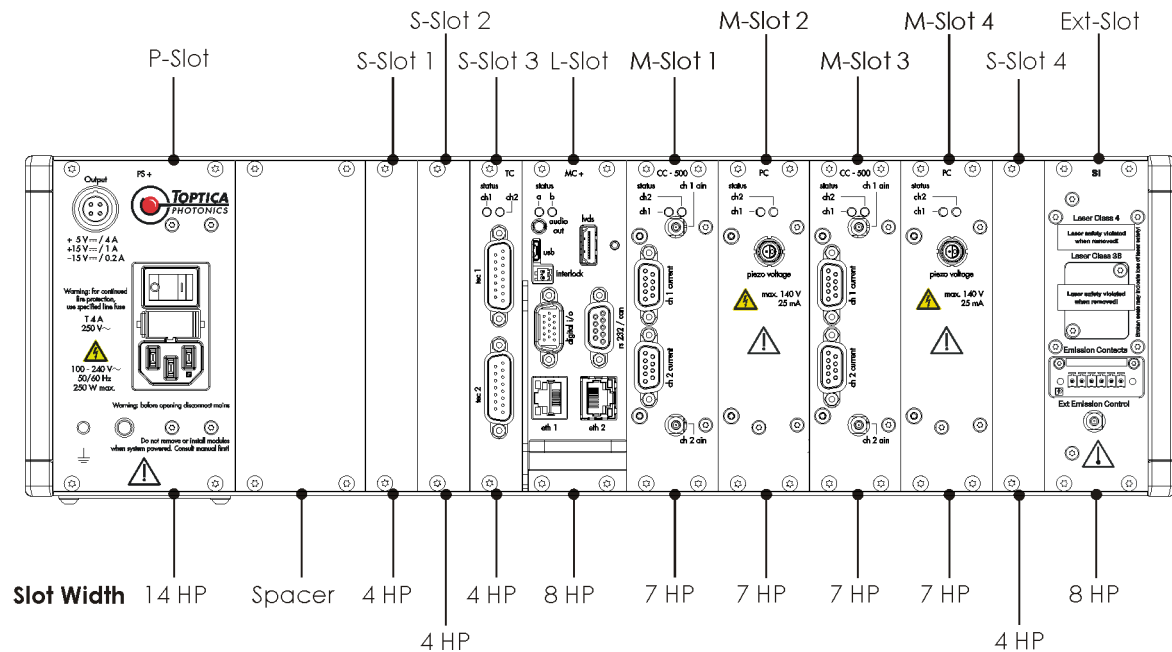 S-Slot 2 M-Slot 2 M-Slot 4 Ext-Slot
P-Slot S-Slot 1 S-Slot 3 L-Slot M-Slot 1 M-Slot 3 S-Slot 4
PS +
Output
TOPTICA
PHOTONICS
+ 5 V⎓/ 4 A
+15 V⎓/ 1 A
−15 V⎓/ 0.2 A
Warning: for continued
fire protection,
use specified line fuse
T 4 A
250 V~
100 - 240 V~
50/60 Hz
250 W max.
Warning: before opening disconnect mains
Do not remove or install modules
when system powered. Consult manual first!
TC
status
ch1 ch2
tec 1
tec 2
MC +
status
a b
audio
out
lvds
usb
interlock
digital i/o
rs 232 / can
eth 1 eth 2
CC - 500
status ch 1 ain
ch2
ch1
ch 1 current
ch 2 current
ch 2 ain
PC
status
ch2
ch1
piezo voltage
max. 140 V
25 mA
CC - 500
status ch 1 ain
ch2
ch1
ch 1 current
ch 2 current
ch 2 ain
PC
status
ch2
ch1
piezo voltage
max. 140 V
25 mA
Laser Class 4
Laser safety violated
when removed!
Laser Class 3B
Laser safety violated
when removed!
Emission Contacts
Ext Emission Control
Slot Width 14 HP Spacer 4 HP 4 HP 8 HP 7 HP 7 HP 7 HP 7 HP 8 HP
4 HP 4 HP